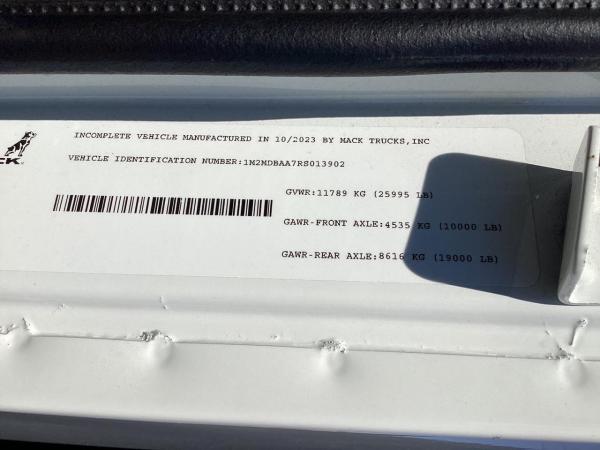 INCOMPLETE VEHICLE MANUFACTURED IN 10/2023 BY MACK TRUCKS,INC
CK.
VEHICLE IDENTIFICATION NUMBER:1M2MDBAA7RS013902
GVWR:11789 KG (25995 LB)
GAWR-FRONT AXLE:4535 KG (10000 LB)
GAWR-REAR AXLE:8616 KG (19000 LB)